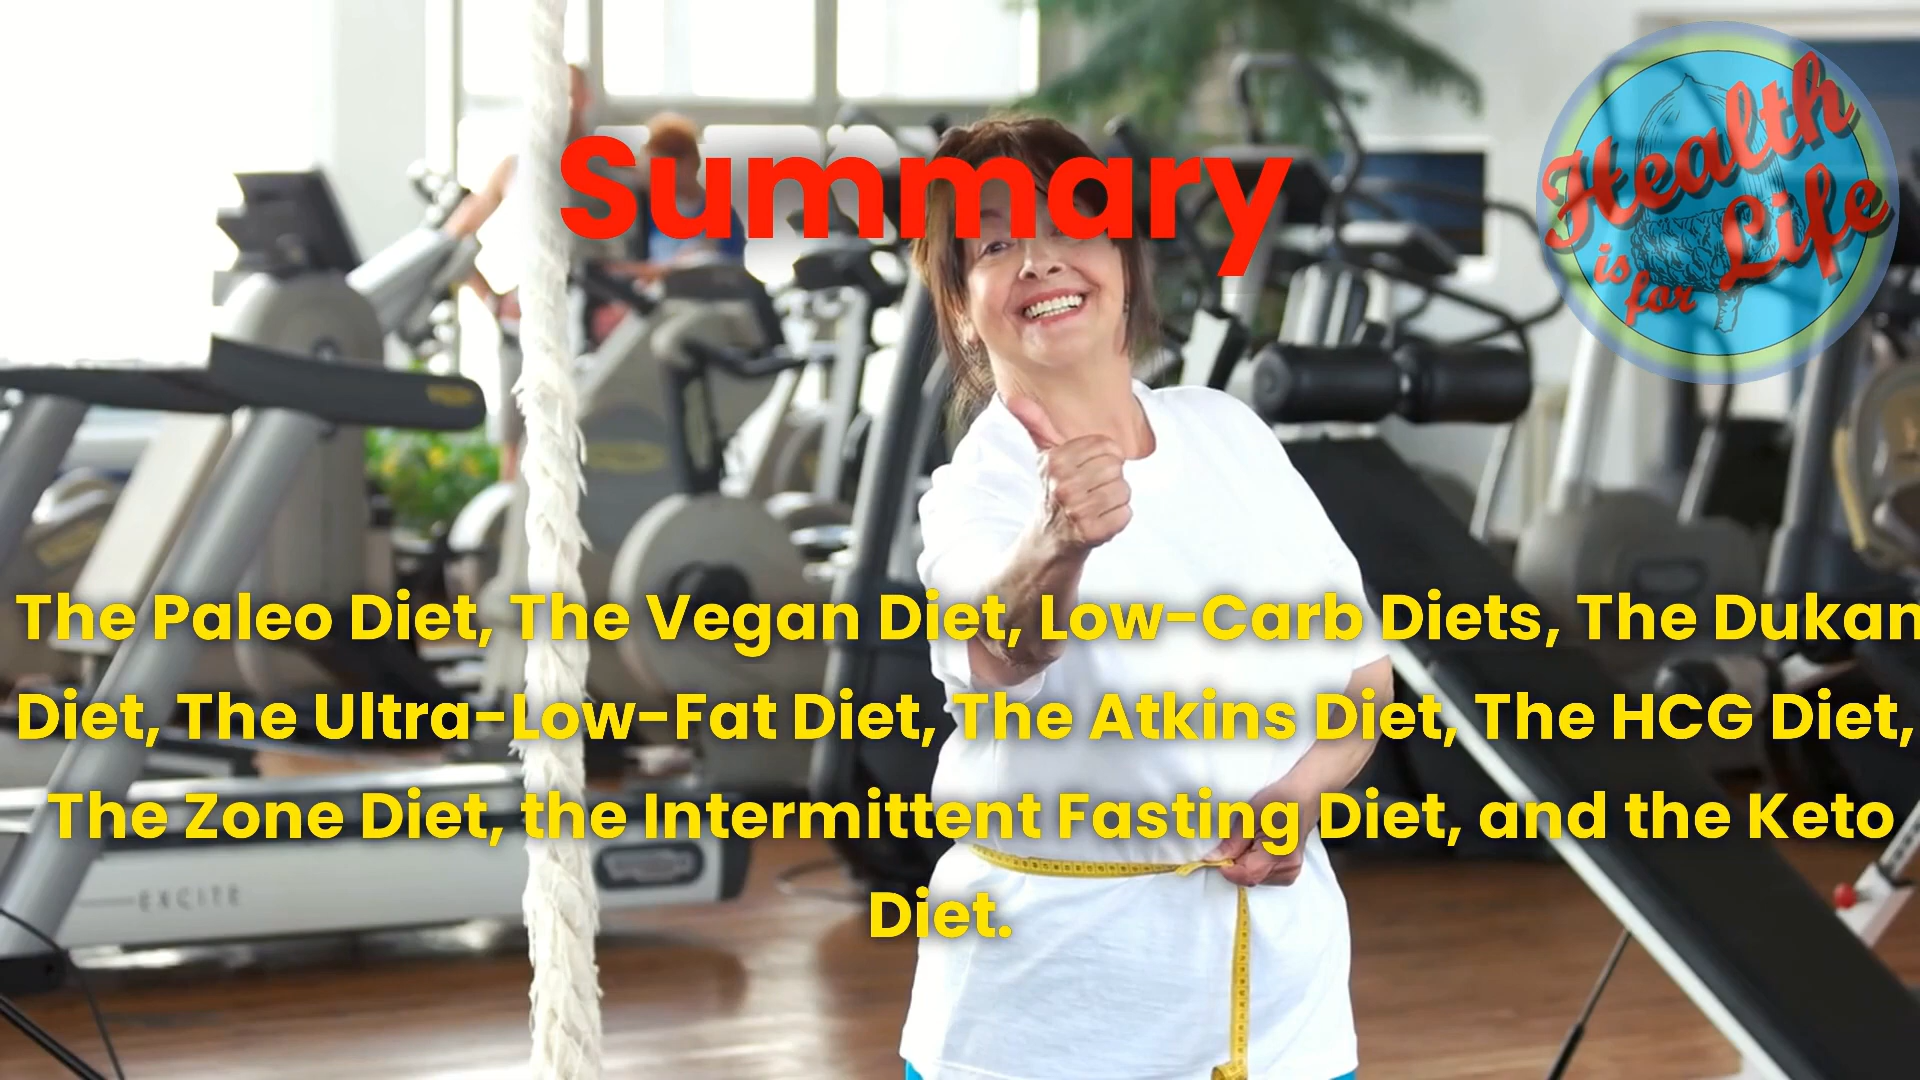 Summary
Health
is
for
Life
The Paleo Diet, The Vegan Diet, Low-Carb Diets, The Dukan
Diet, The Ultra-Low-Fat Diet, The Atkins Diet, The HCG Diet,
The Zone Diet, the Intermittent Fasting Diet, and the Keto
Diet.
EXCITE